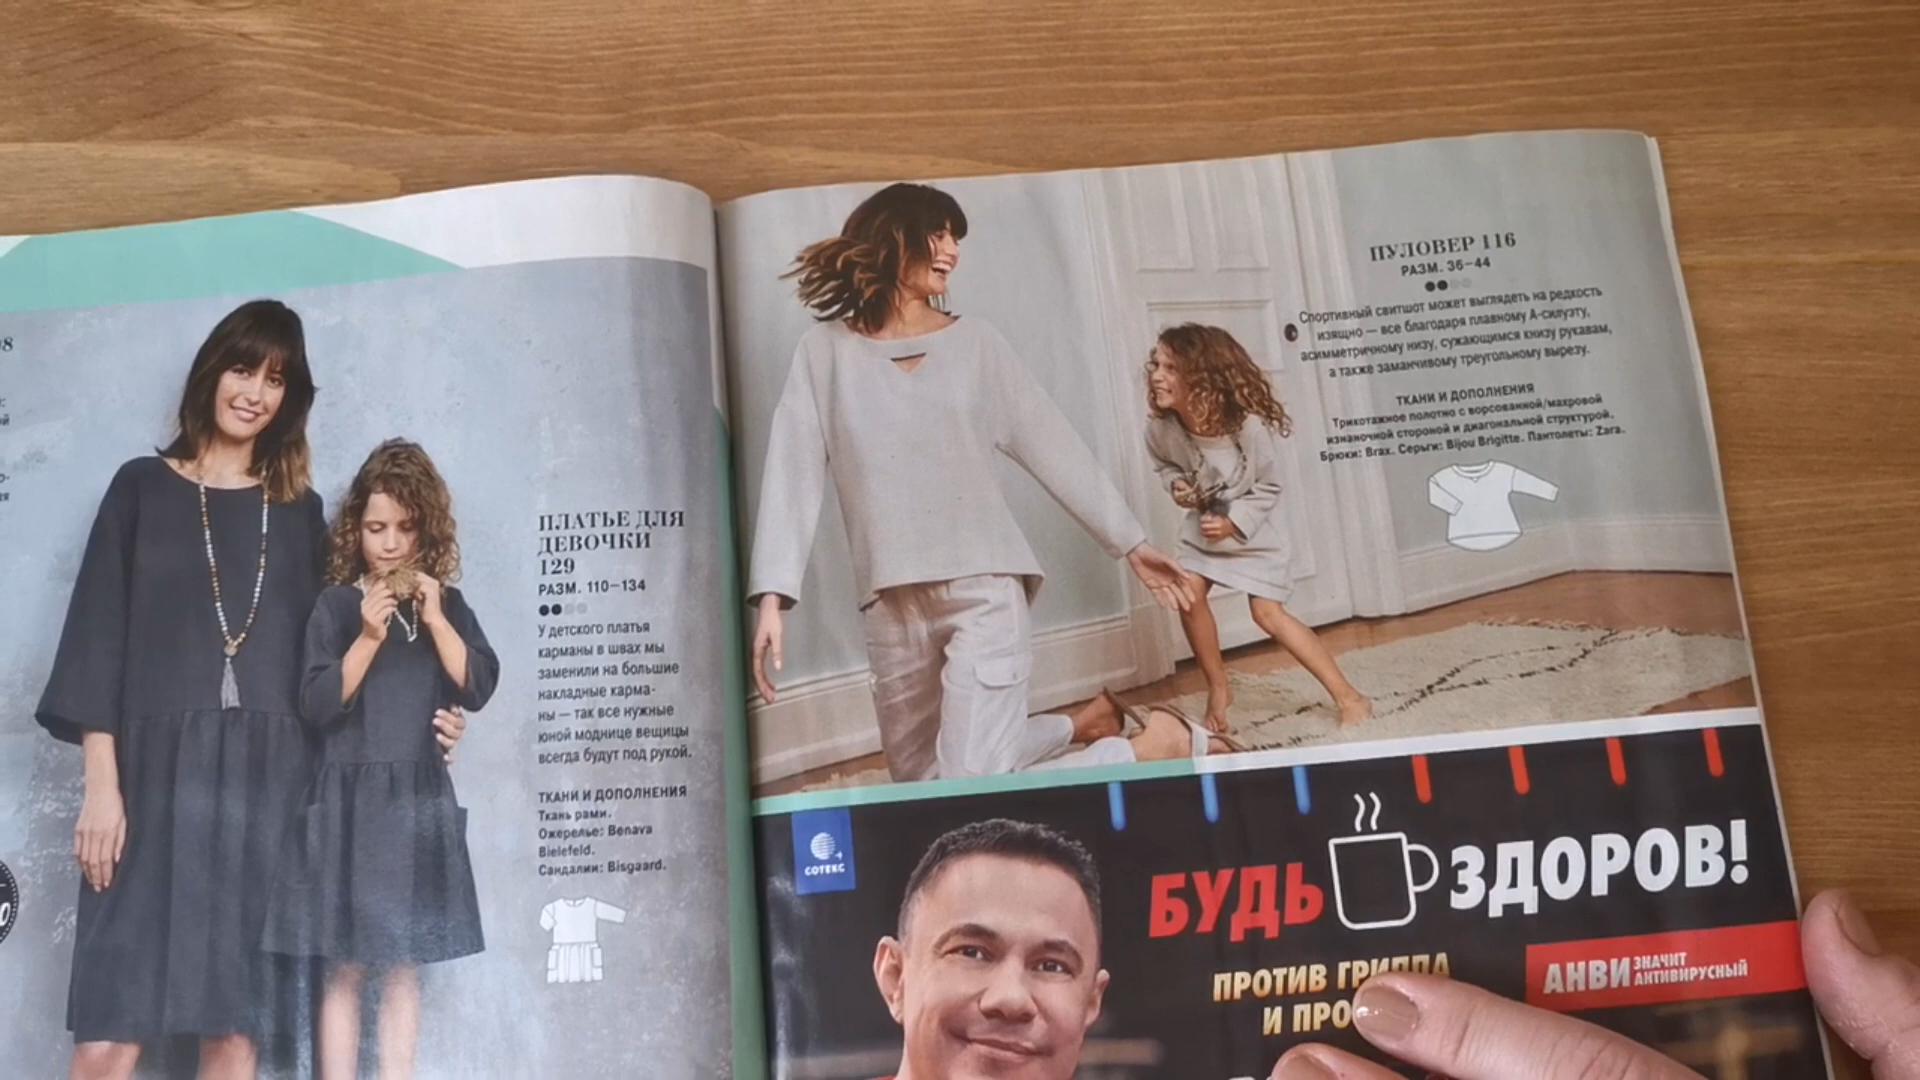 ПЛАТЬЕ ДЛЯ
ДЕВОЧКИ
129
РАЗМ. 110–134
У детского платья
карманы в швах мы
заменили на большие
накладные карма-
ны — так все нужные
юной моднице вещицы
всегда будут под рукой.
ТКАНИ И ДОПОЛНЕНИЯ
Ткань рами.
Ожерелье: Benava
Bielefeld.
Сандалии: Bisgaard.
ПУЛОВЕР 116
РАЗМ. 36–44
Спортивный свитшот может выглядеть на редкость
изящно — все благодаря плавному А-силуэту,
асимметричному низу, сужающимся книзу рукавам,
а также заманчивому треугольному вырезу.
ТКАНИ И ДОПОЛНЕНИЯ
Трикотажное полотно с ворсованной/махровой
изнаночной стороной и диагональной структурой.
Брюки: Brax. Серьги: Bijou Brigitte. Пантолеты: Zara.
СОТЕКС
БУДЬ ЗДОРОВ!
ПРОТИВ ГРИППА
И ПРО
АНВИ ЗНАЧИТ
АНТИВИРУСНЫЙ